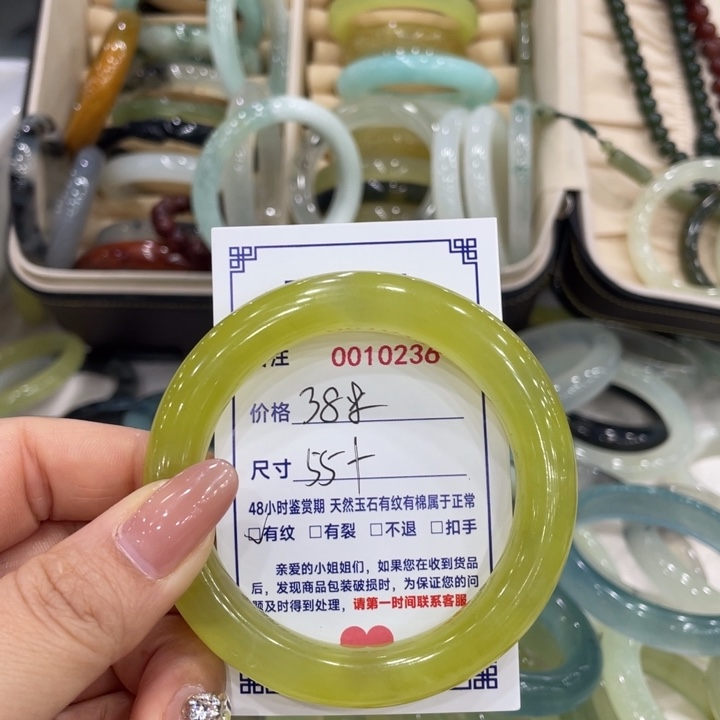 注 0010236
价格 38半
尺寸 55+
48小时鉴赏期 天然玉石有纹有棉属于正常
☑有纹 □有裂 □不退 □扣手
亲爱的小姐姐们，如果您在收到货品
后，发现商品包装破损时，为保证您的问
题及时得到处理，请第一时间联系客服